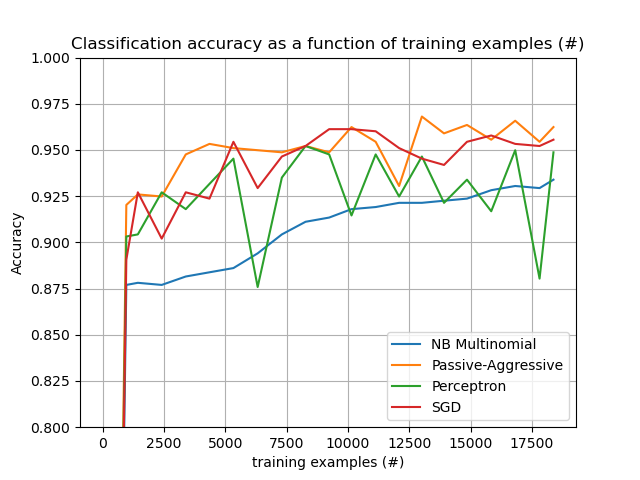 Classification accuracy as a function of training examples (#)
1.000
0.975
0.950
0.925
0.900
0.875
0.850
0.825
0.800
Accuracy
NB Multinomial
Passive-Aggressive
Perceptron
SGD
0 2500 5000 7500 10000 12500 15000 17500
training examples (#)